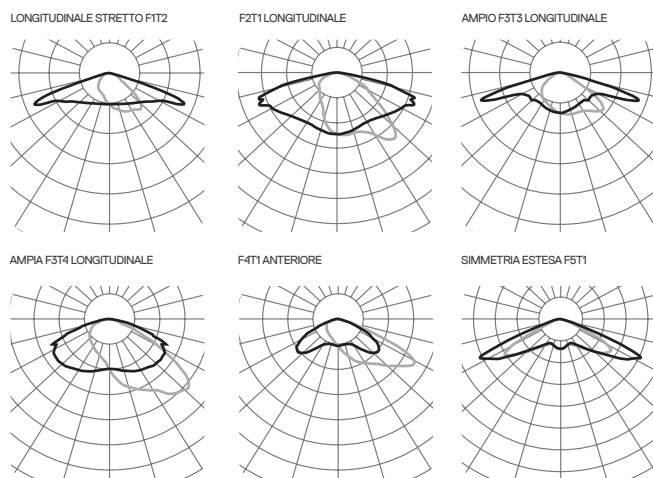 LONGITUDINALE STRETTO F1T2
F2T1 LONGITUDINALE
AMPIO F3T3 LONGITUDINALE
AMPIA F3T4 LONGITUDINALE
F4T1 ANTERIORE
SIMMETRIA ESTESA F5T1